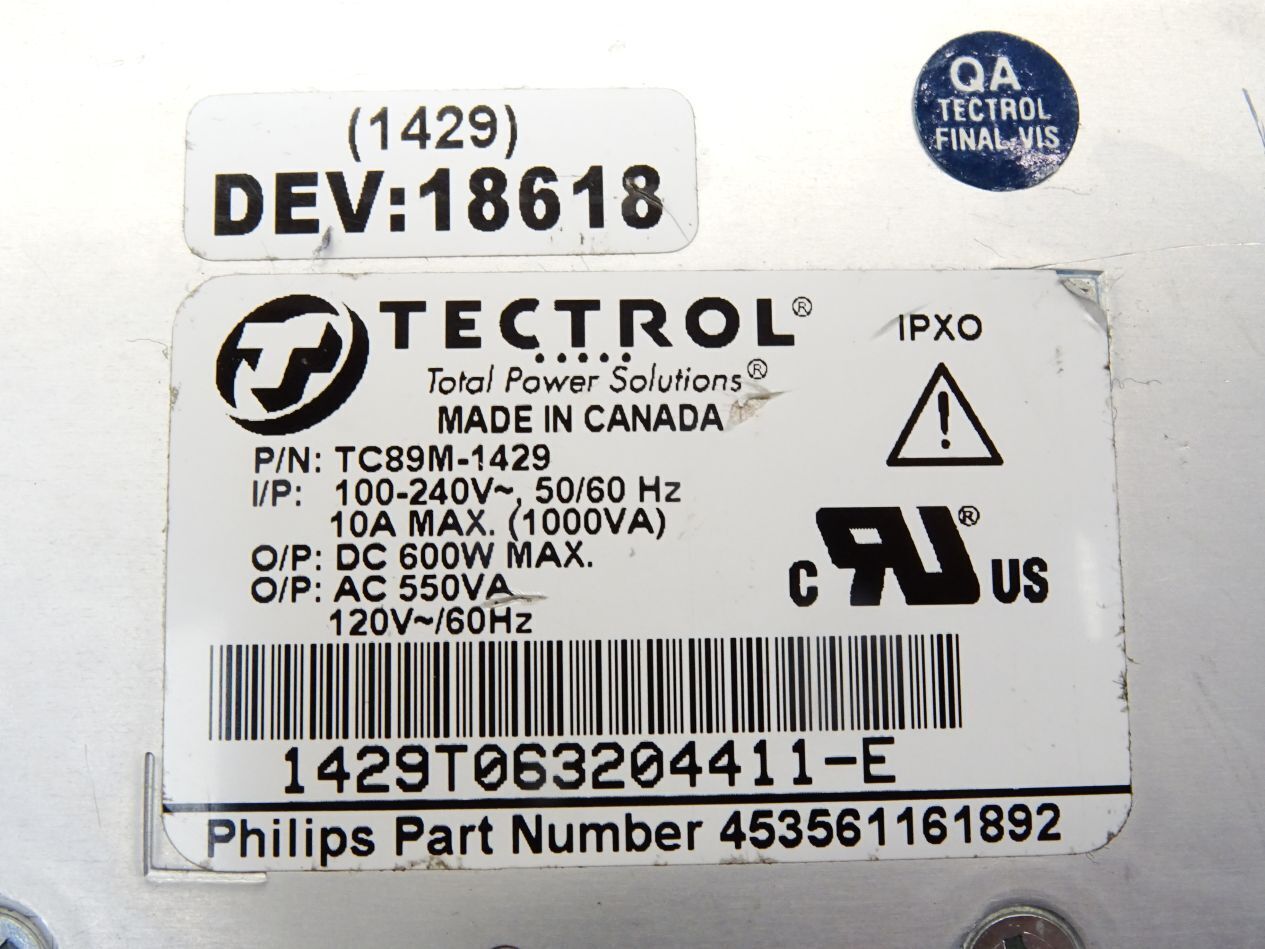 QA
TECTROL
FINAL VIS
(1429)
DEV:18618
TECTROL®
Total Power Solutions®
MADE IN CANADA
IPXO
P/N: TC89M-1429
I/P: 100-240V~, 50/60 Hz
10A MAX. (1000VA)
O/P: DC 600W MAX.
O/P: AC 550VA
120V~/60Hz
C RU® US
1429T063204411-E
Philips Part Number 453561161892